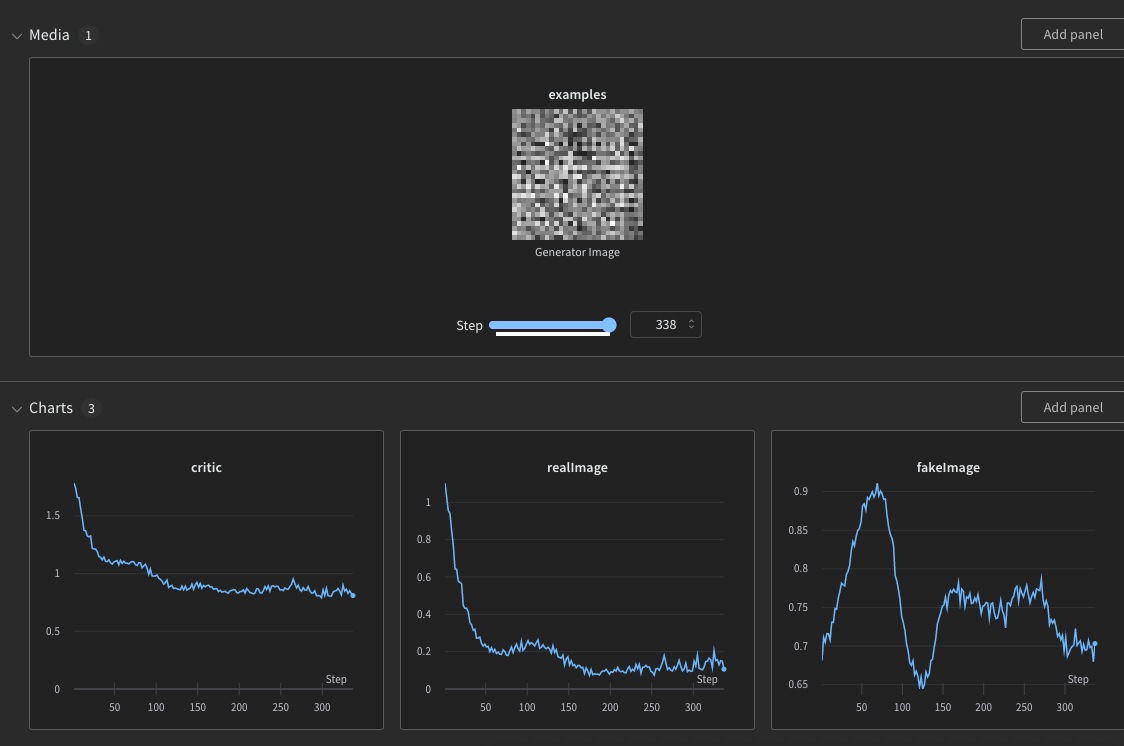 Media 1
Add panel
examples
Generator Image
Step 338
Charts 3
Add panel
critic
1.5
1
0.5
0
Step
50 100 150 200 250 300
realImage
1
0.8
0.6
0.4
0.2
0
Step
50 100 150 200 250 300
fakeImage
0.9
0.85
0.8
0.75
0.7
0.65
Step
50 100 150 200 250 300